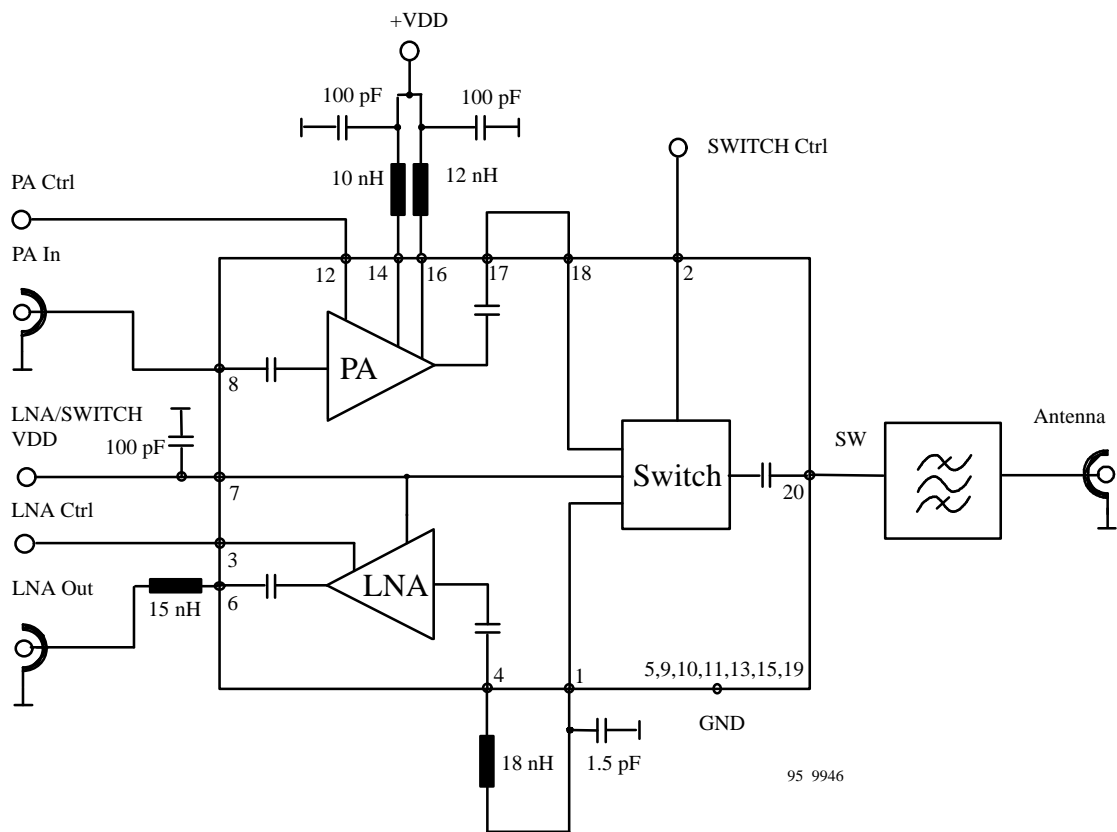 +VDD
100 pF
100 pF
SWITCH Ctrl
10 nH
12 nH
PA Ctrl
PA In
12
14
16
17
18
2
PA
8
LNA/SWITCH
VDD
100 pF
Antenna
SW
Switch
7
20
LNA Ctrl
3
LNA Out
LNA
6
15 nH
4
1
5,9,10,11,13,15,19
GND
18 nH
1.5 pF
95 9946